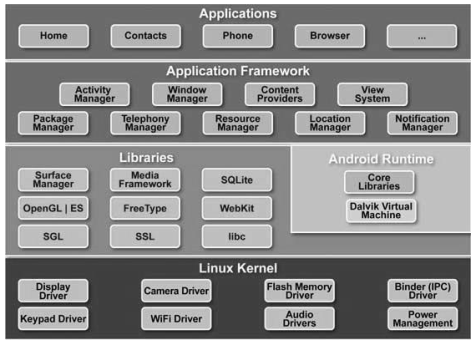 Applications
Home Contacts Phone Browser ...
Application Framework
Activity Manager Window Manager Content Providers View System
Package Manager Telephony Manager Resource Manager Location Manager Notification Manager
Libraries
Surface Manager Media Framework SQLite
OpenGL | ES FreeType WebKit
SGL SSL libc
Android Runtime
Core Libraries
Dalvik Virtual Machine
Linux Kernel
Display Driver Camera Driver Flash Memory Driver Binder (IPC) Driver
Keypad Driver WiFi Driver Audio Drivers Power Management